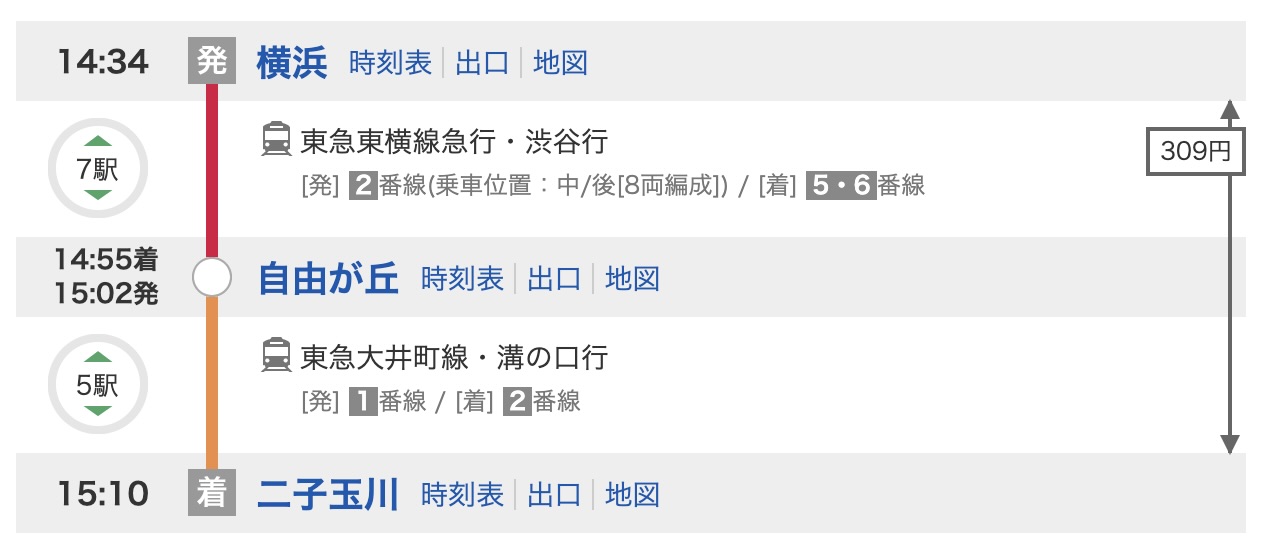 14:34 発 横浜 時刻表 出口 地図
7駅 東急東横線急行・渋谷行
309円
[発] 2番線(乗車位置：中/後[8両編成]) / [着] 5・6番線
14:55着
15:02発
自由が丘 時刻表 出口 地図
5駅 東急大井町線・溝の口行
[発] 1番線 / [着] 2番線
15:10 着 二子玉川 時刻表 出口 地図